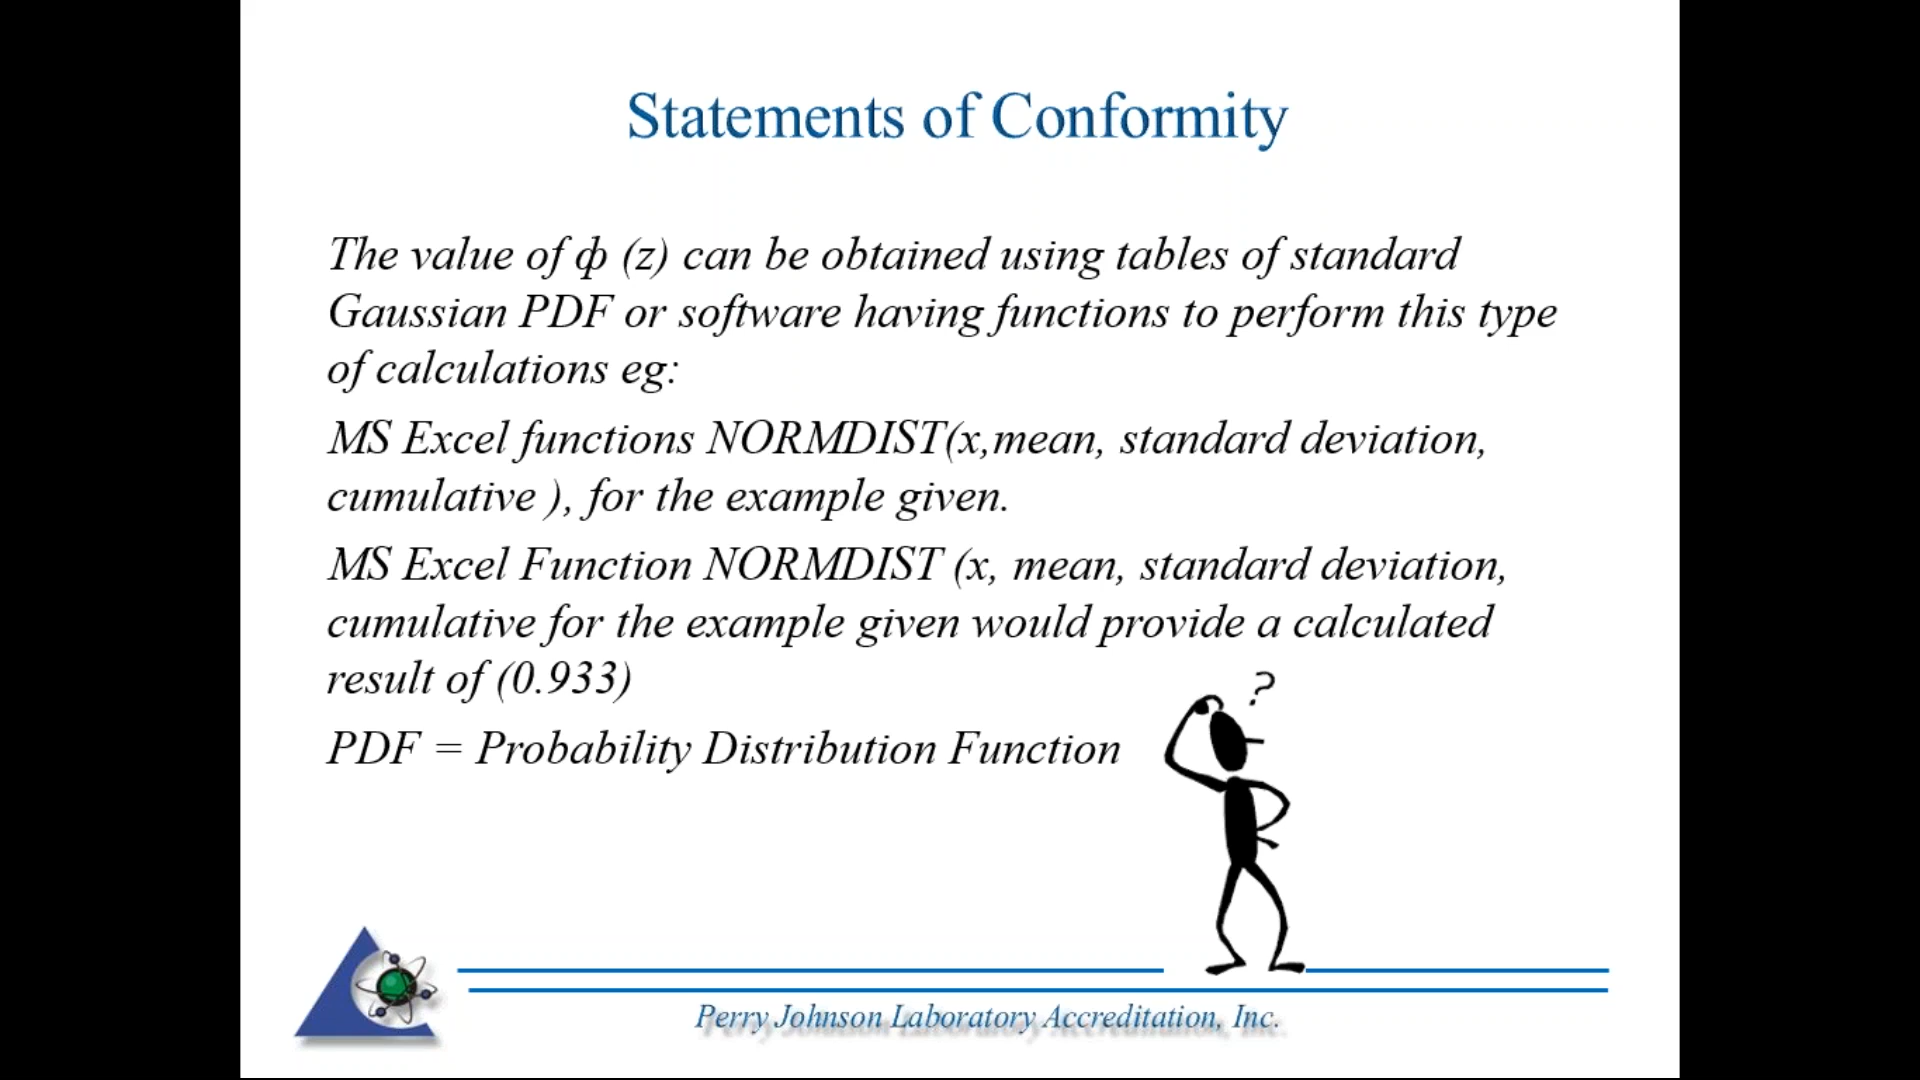 Statements of Conformity
The value of ф (z) can be obtained using tables of standard
Gaussian PDF or software having functions to perform this type
of calculations eg:
MS Excel functions NORMDIST(x,mean, standard deviation,
cumulative ), for the example given.
MS Excel Function NORMDIST (x, mean, standard deviation,
cumulative for the example given would provide a calculated
result of (0.933)
?
PDF = Probability Distribution Function
Perry Johnson Laboratory Accreditation, Inc.